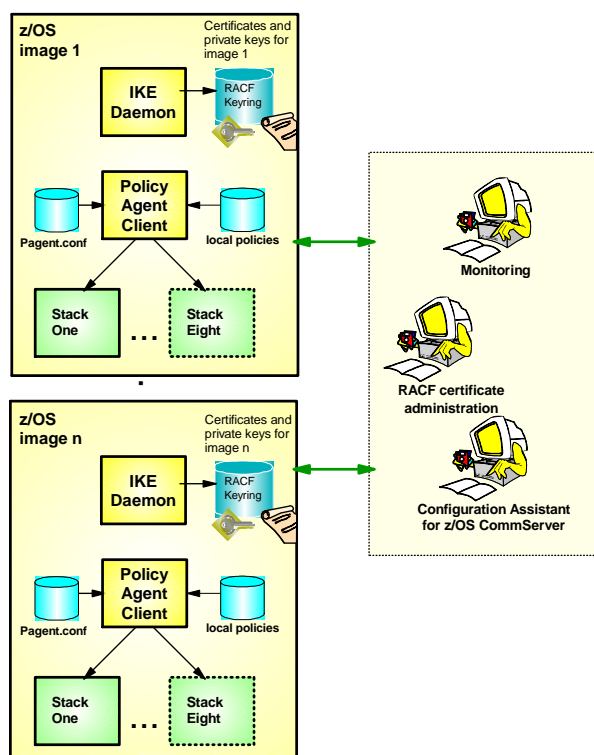 z/OS
image 1
Certificates and
private keys for
image 1
IKE
Daemon
RACF
Keyring
Policy
Agent
Client
Pagent.conf
local policies
Stack
One
...
Stack
Eight
.
z/OS
image n
Certificates and
private keys for
image n
IKE
Daemon
RACF
Keyring
Policy
Agent
Client
Pagent.conf
local policies
Stack
One
...
Stack
Eight
Monitoring
RACF certificate
administration
Configuration Assistant
for z/OS CommServer